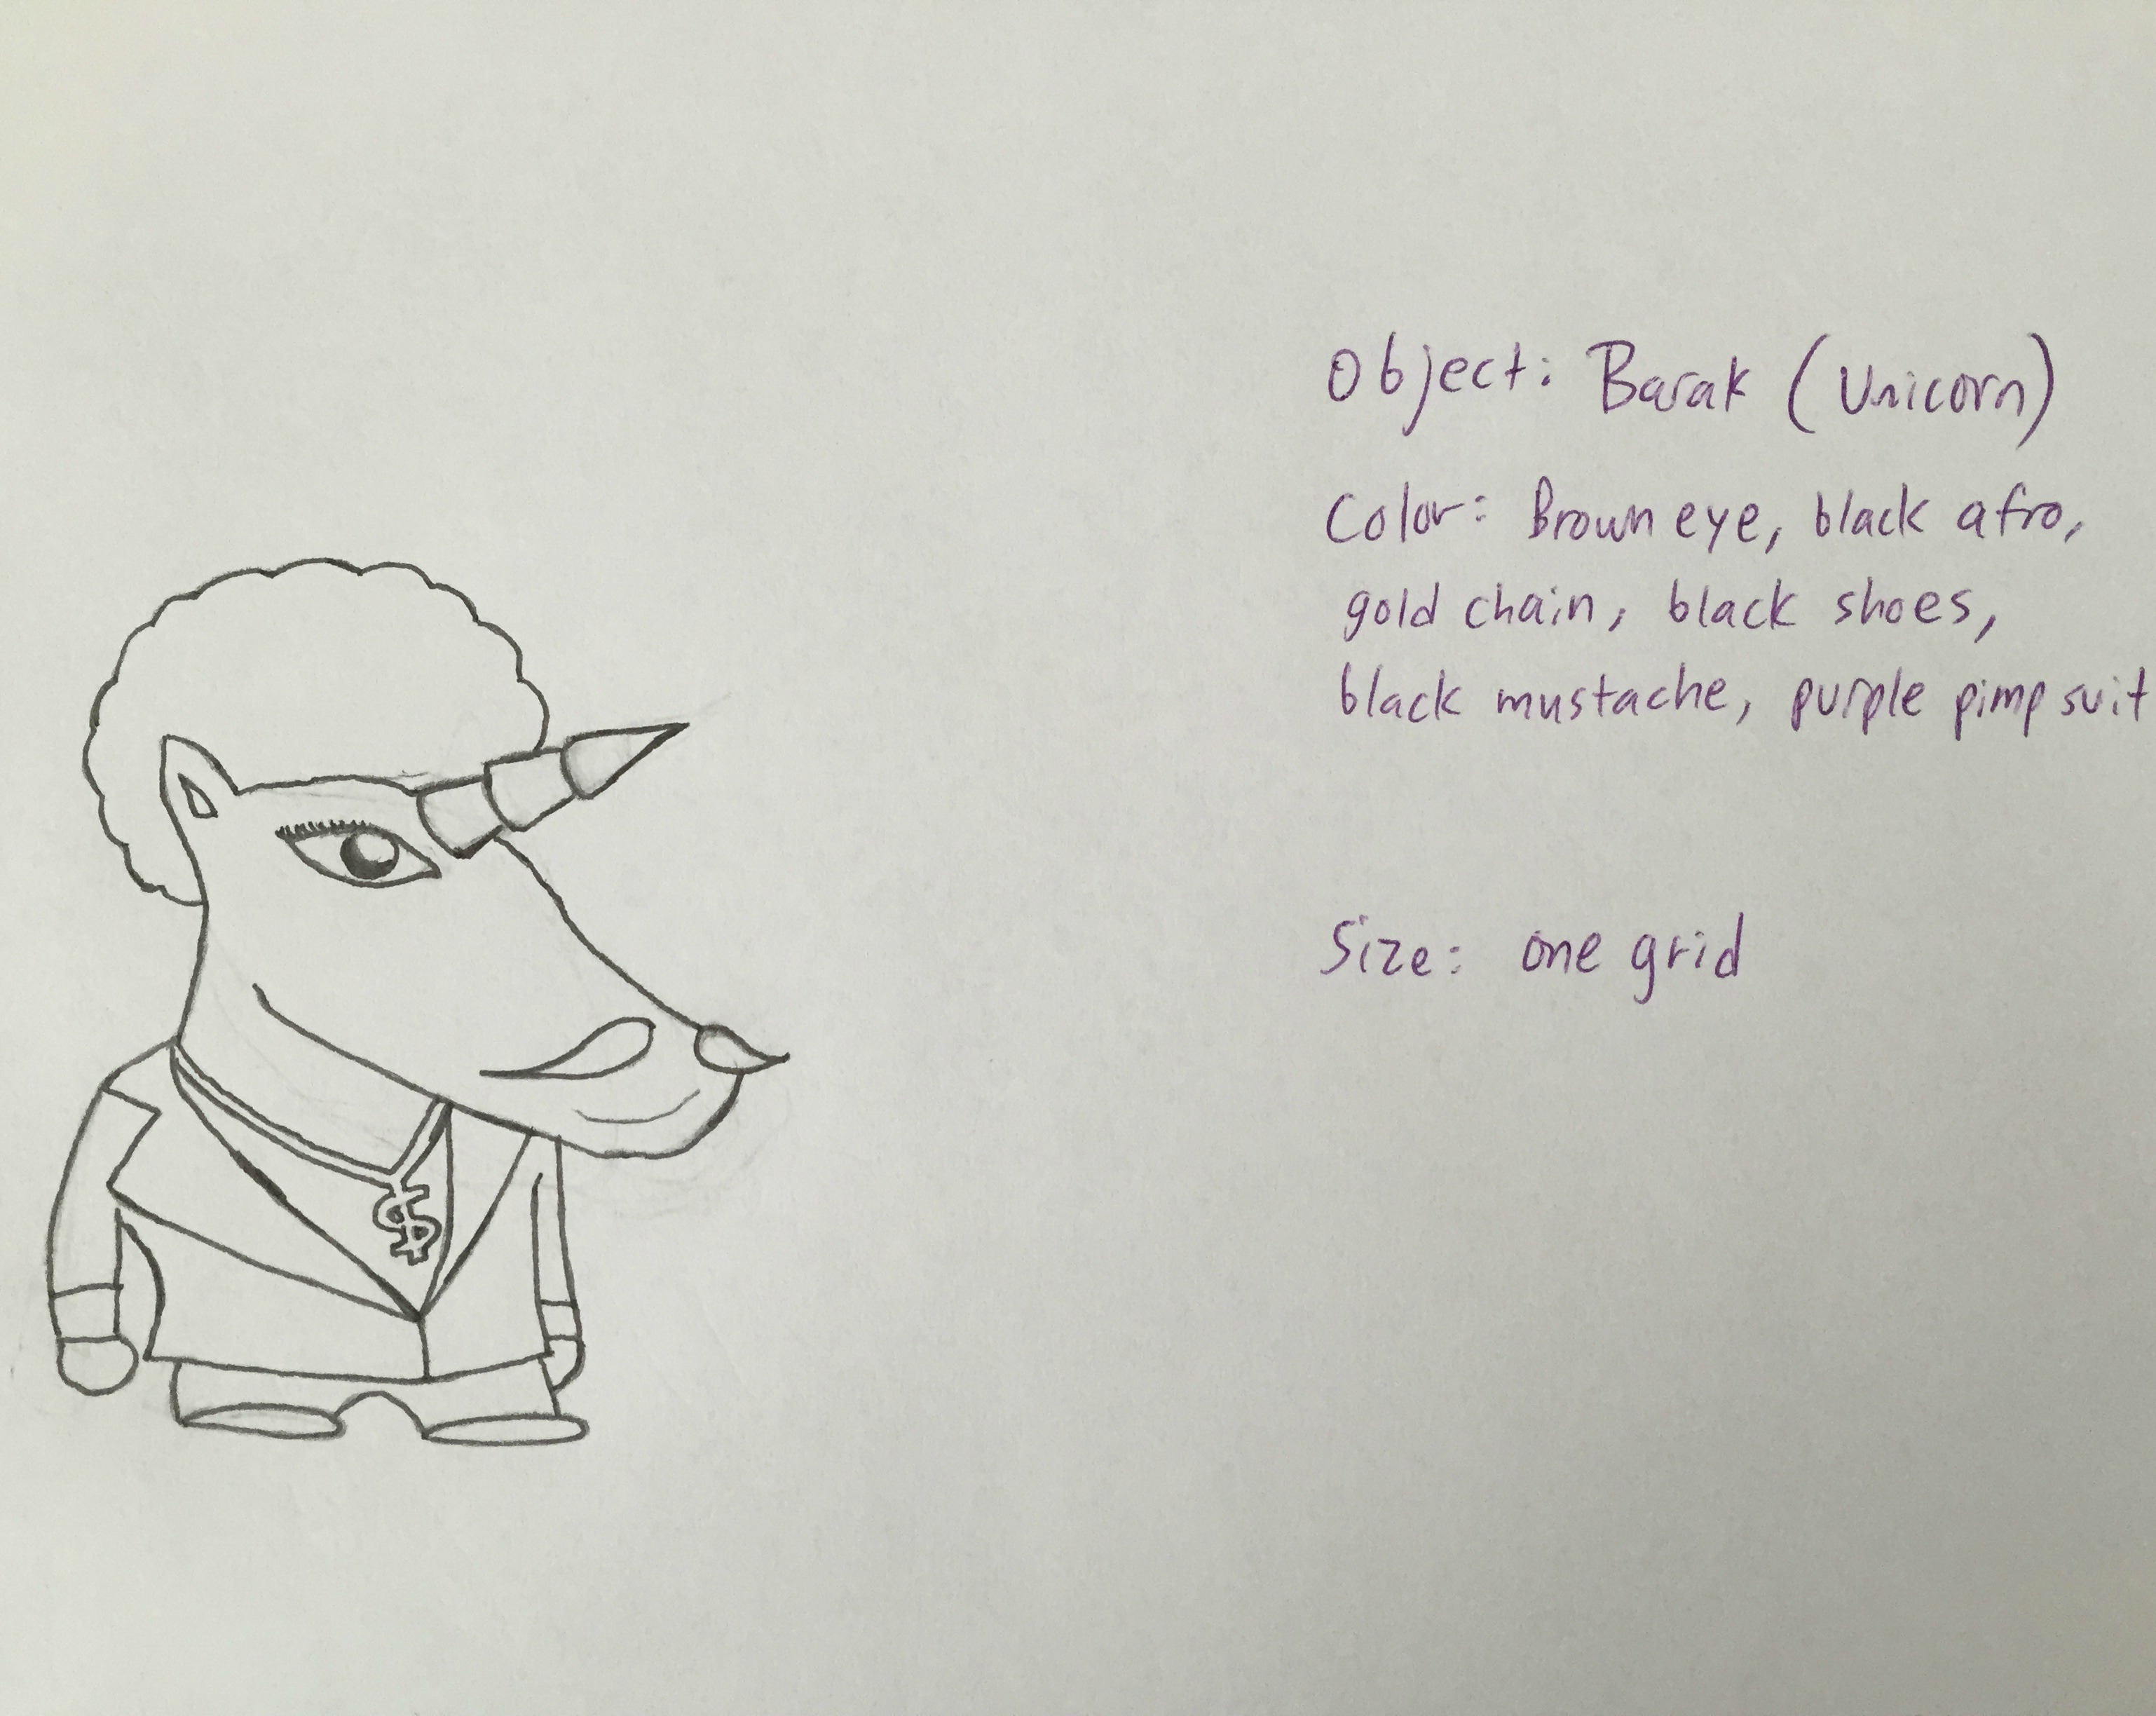 Object: Barak (Unicorn)
Color: Brown eye, black afro,
gold chain, black shoes,
black mustache, purple pimp suit
Size: one grid
$